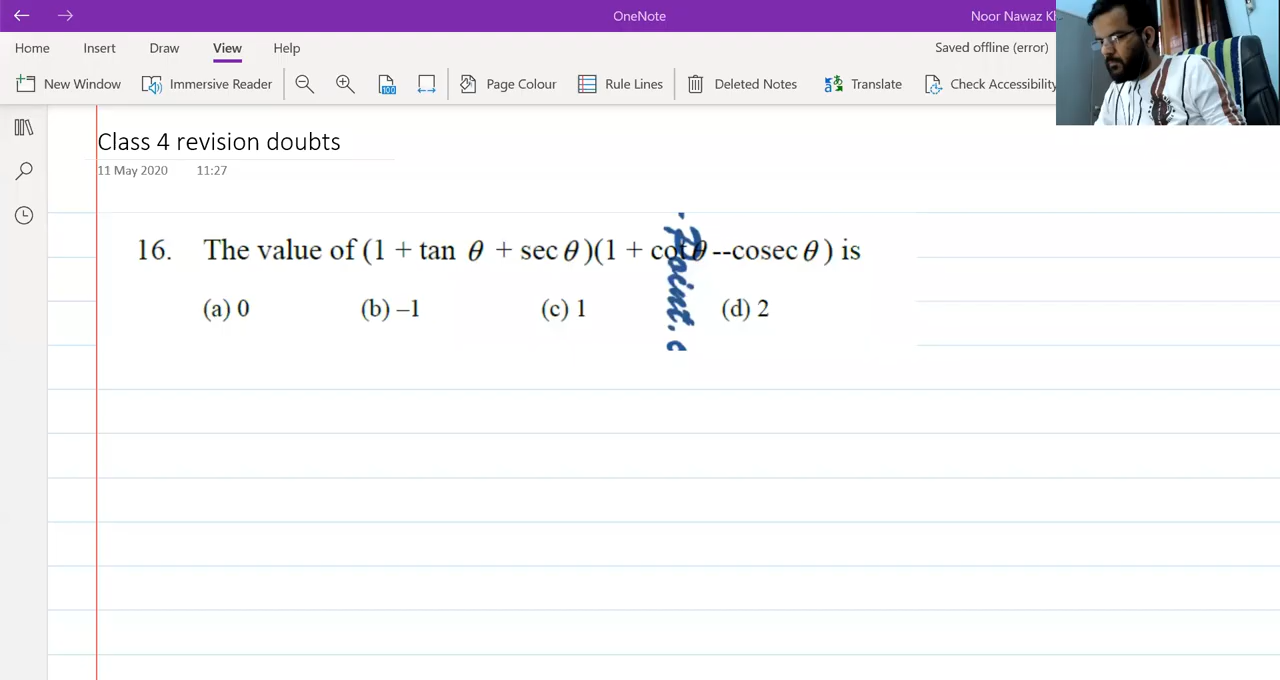 OneNote
Noor Nawaz
Home Insert Draw View Help
Saved offline (error)
New Window Immersive Reader 100 Page Colour Rule Lines Deleted Notes Translate Check Accessibility
Class 4 revision doubts
11 May 2020 11:27
16. The value of (1 + tan θ + sec θ)(1 + cot θ --cosec θ) is
(a) 0 (b) –1 (c) 1 (d) 2
Point.